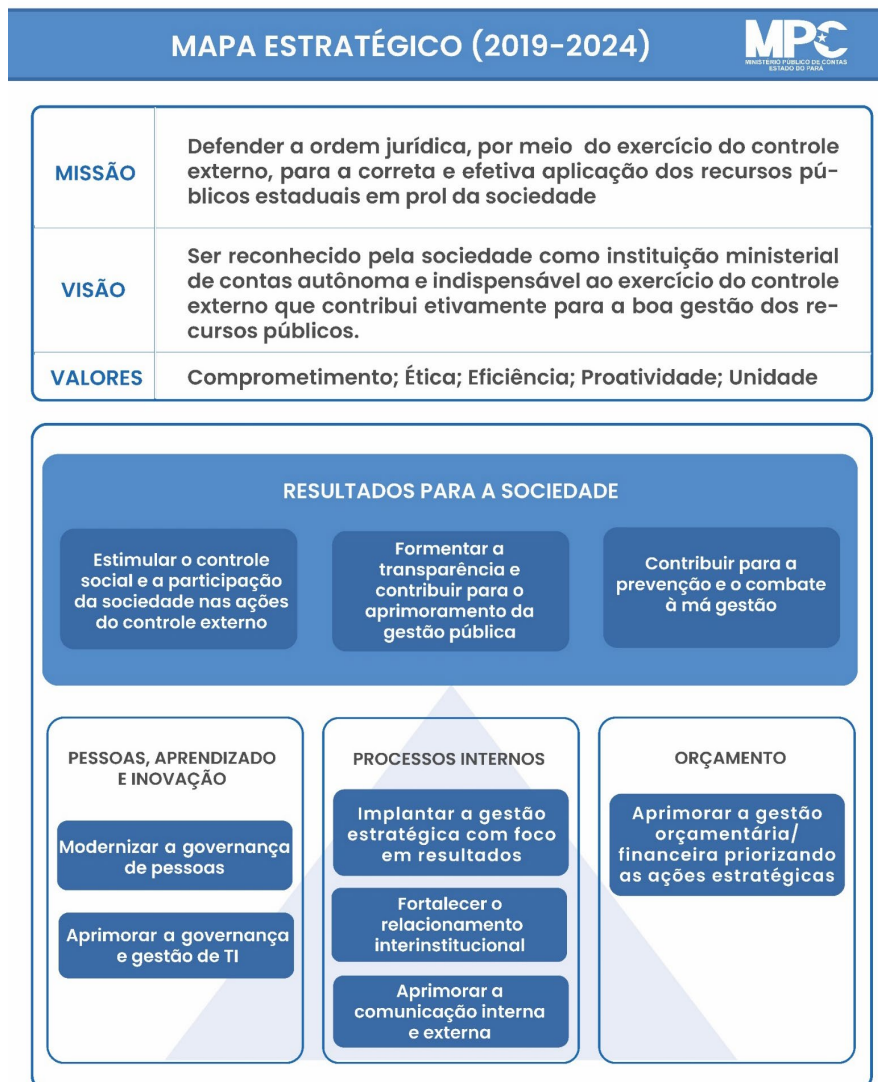 MAPA ESTRATÉGICO (2019-2024)
MPC
MINISTÉRIO PÚBLICO DE CONTAS
ESTADO DO PARÁ
MISSÃO
Defender a ordem jurídica, por meio do exercício do controle
externo, para a correta e efetiva aplicação dos recursos pú-
blicos estaduais em prol da sociedade
VISÃO
Ser reconhecido pela sociedade como instituição ministerial
de contas autônoma e indispensável ao exercício do controle
externo que contribui etivamente para a boa gestão dos re-
cursos públicos.
VALORES
Comprometimento; Ética; Eficiência; Proatividade; Unidade
RESULTADOS PARA A SOCIEDADE
Estimular o controle
social e a participação
da sociedade nas ações
do controle externo
Formentar a
transparência e
contribuir para o
aprimoramento da
gestão pública
Contribuir para a
prevenção e o combate
à má gestão
PESSOAS, APRENDIZADO
E INOVAÇÃO
Modernizar a governança
de pessoas
Aprimorar a governança
e gestão de TI
PROCESSOS INTERNOS
Implantar a gestão
estratégica com foco
em resultados
Fortalecer o
relacionamento
interinstitucional
Aprimorar a
comunicação interna
e externa
ORÇAMENTO
Aprimorar a gestão
orçamentária/
financeira priorizando
as ações estratégicas